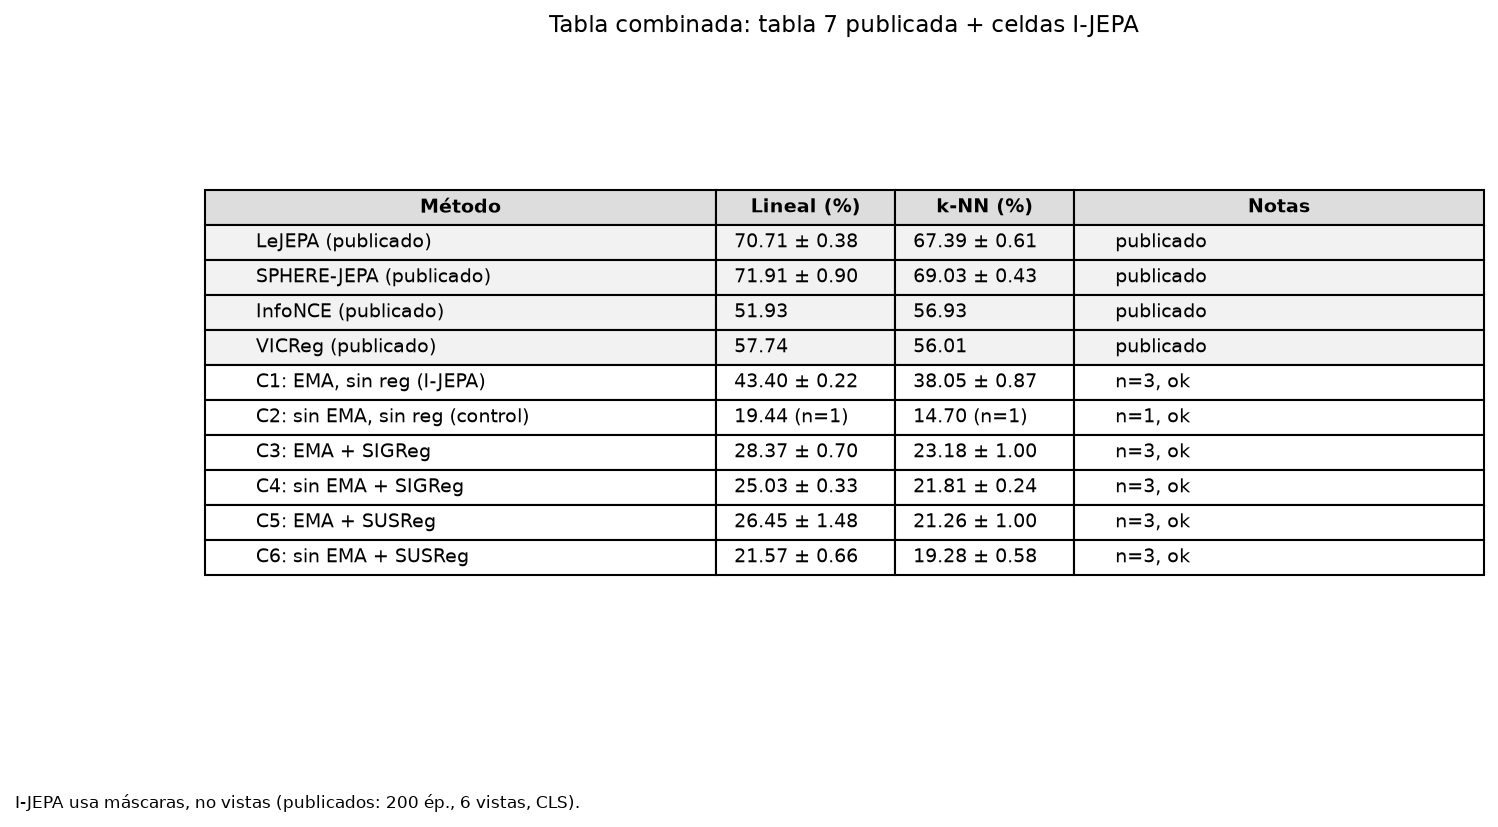 Tabla combinada: tabla 7 publicada + celdas I-JEPA
Método Lineal (%) k-NN (%) Notas
LeJEPA (publicado) 70.71 ± 0.38 67.39 ± 0.61 publicado
SPHERE-JEPA (publicado) 71.91 ± 0.90 69.03 ± 0.43 publicado
InfoNCE (publicado) 51.93 56.93 publicado
VICReg (publicado) 57.74 56.01 publicado
C1: EMA, sin reg (I-JEPA) 43.40 ± 0.22 38.05 ± 0.87 n=3, ok
C2: sin EMA, sin reg (control) 19.44 (n=1) 14.70 (n=1) n=1, ok
C3: EMA + SIGReg 28.37 ± 0.70 23.18 ± 1.00 n=3, ok
C4: sin EMA + SIGReg 25.03 ± 0.33 21.81 ± 0.24 n=3, ok
C5: EMA + SUSReg 26.45 ± 1.48 21.26 ± 1.00 n=3, ok
C6: sin EMA + SUSReg 21.57 ± 0.66 19.28 ± 0.58 n=3, ok
I-JEPA usa máscaras, no vistas (publicados: 200 ép., 6 vistas, CLS).